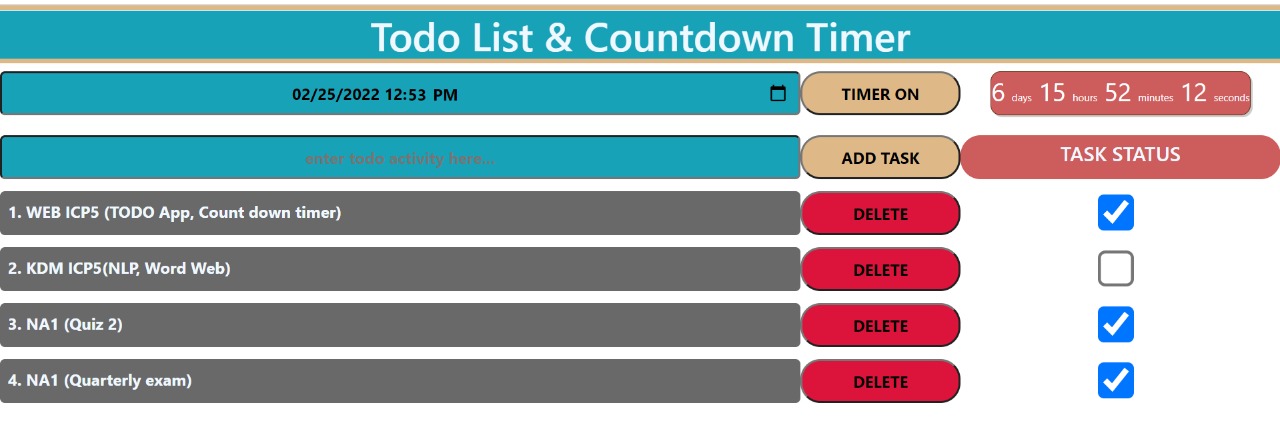 Todo List & Countdown Timer
02/25/2022 12:53 PM TIMER ON 6 days 15 hours 52 minutes 12 seconds
enter todo activity here... ADD TASK TASK STATUS
1. WEB ICP5 (TODO App, Count down timer) DELETE
2. KDM ICP5(NLP, Word Web) DELETE
3. NA1 (Quiz 2) DELETE
4. NA1 (Quarterly exam) DELETE